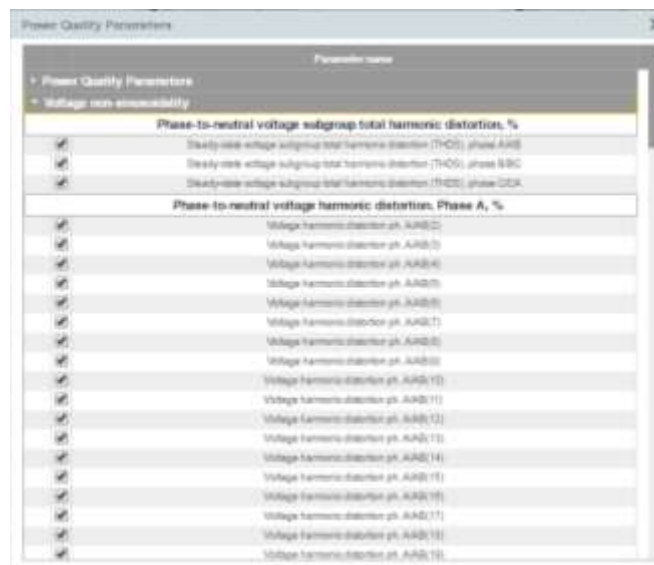 Power Quality Parameters
Parameter name
Power Quality Parameters
Voltage non-sinusoidality
Phase-to-neutral voltage subgroup total harmonic distortion, %
Steady-state voltage subgroup total harmonic distortion (THDS), phase A/AB
Steady-state voltage subgroup total harmonic distortion (THDS), phase B/BC
Steady-state voltage subgroup total harmonic distortion (THDS), phase C/CA
Phase-to-neutral voltage harmonic distortion. Phase A, %
Voltage harmonic distortion ph. A/AB(2)
Voltage harmonic distortion ph. A/AB(3)
Voltage harmonic distortion ph. A/AB(4)
Voltage harmonic distortion ph. A/AB(5)
Voltage harmonic distortion ph. A/AB(6)
Voltage harmonic distortion ph. A/AB(7)
Voltage harmonic distortion ph. A/AB(8)
Voltage harmonic distortion ph. A/AB(9)
Voltage harmonic distortion ph. A/AB(10)
Voltage harmonic distortion ph. A/AB(11)
Voltage harmonic distortion ph. A/AB(12)
Voltage harmonic distortion ph. A/AB(13)
Voltage harmonic distortion ph. A/AB(14)
Voltage harmonic distortion ph. A/AB(15)
Voltage harmonic distortion ph. A/AB(16)
Voltage harmonic distortion ph. A/AB(17)
Voltage harmonic distortion ph. A/AB(18)
Voltage harmonic distortion ph. A/AB(19)